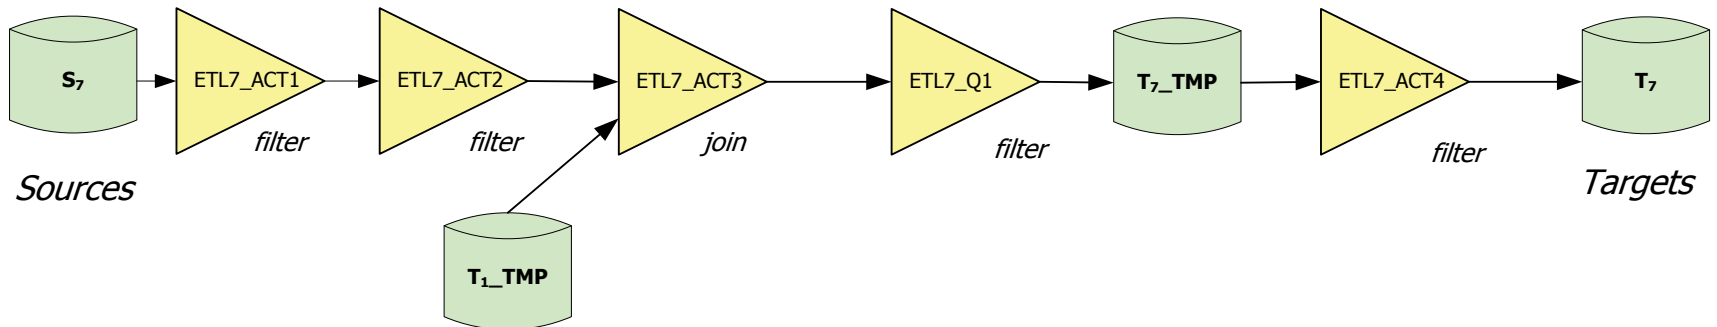 S₇
ETL7_ACT1
filter
ETL7_ACT2
filter
ETL7_ACT3
join
ETL7_Q1
filter
T₇_TMP
ETL7_ACT4
filter
T₇
Sources
Targets
T₁_TMP